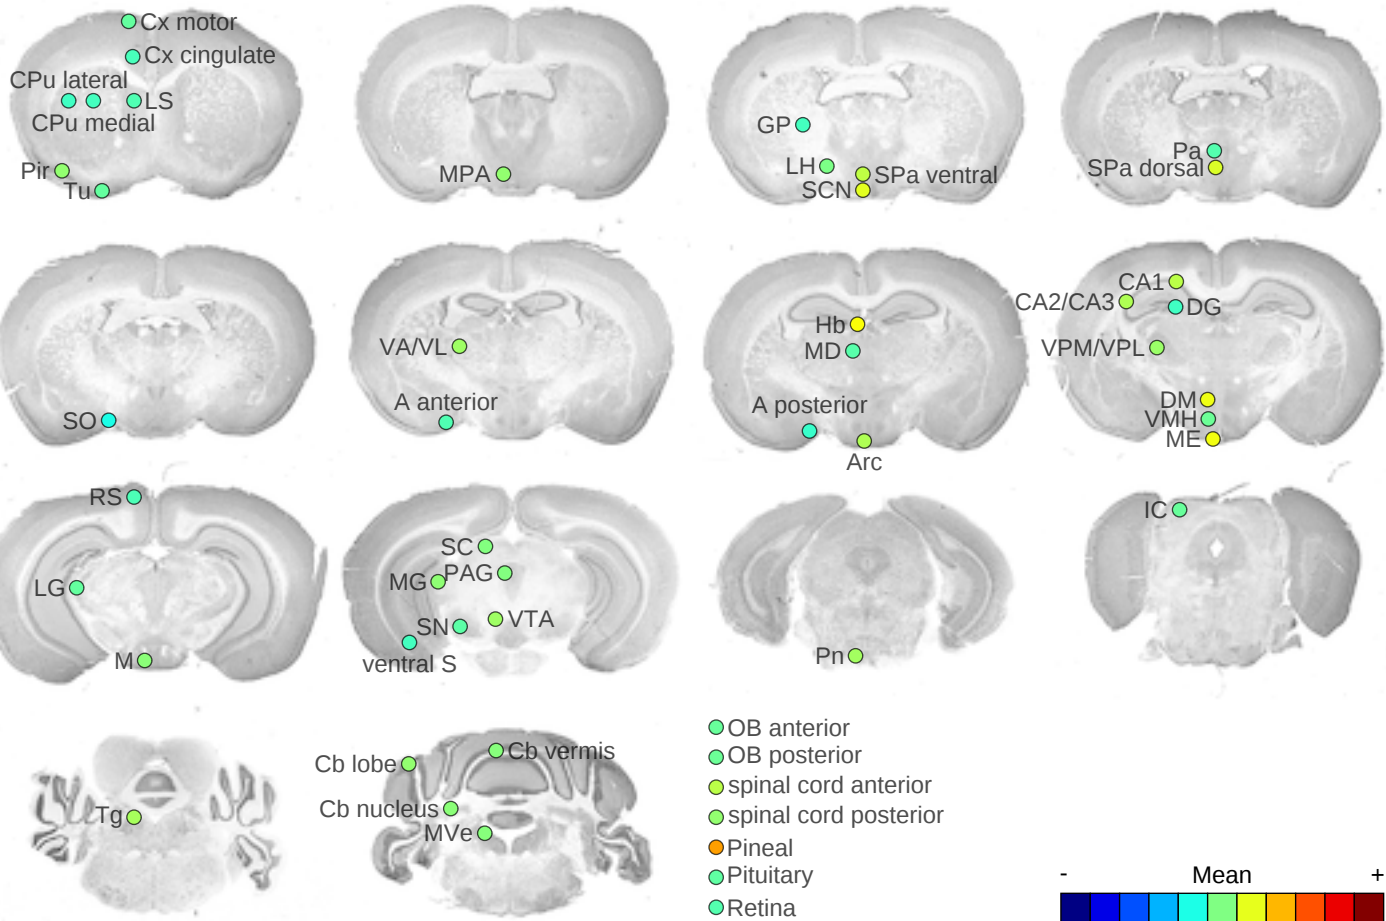 Cx motor
Cx cingulate
CPu lateral
LS
CPu medial
Pir
Tu
MPA
GP
LH
SPa ventral
SCN
Pa
SPa dorsal
SO
VA/VL
A anterior
Hb
MD
A posterior
Arc
CA1
CA2/CA3
DG
VPM/VPL
DM
VMH
ME
RS
LG
M
SC
MG
PAG
SN
VTA
ventral S
Pn
IC
Tg
Cb lobe
Cb vermis
Cb nucleus
MVe
OB anterior
OB posterior
spinal cord anterior
spinal cord posterior
Pineal
Pituitary
Retina
- Mean +